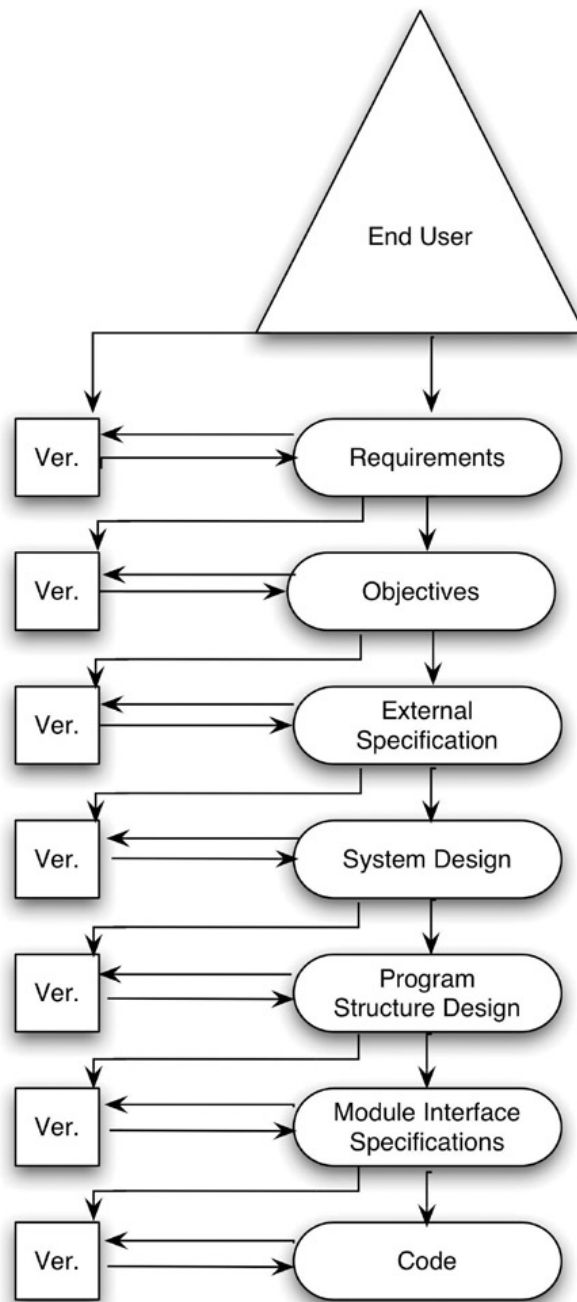 End User
Ver.
Requirements
Ver.
Objectives
Ver.
External
Specification
Ver.
System Design
Ver.
Program
Structure Design
Ver.
Module Interface
Specifications
Ver.
Code